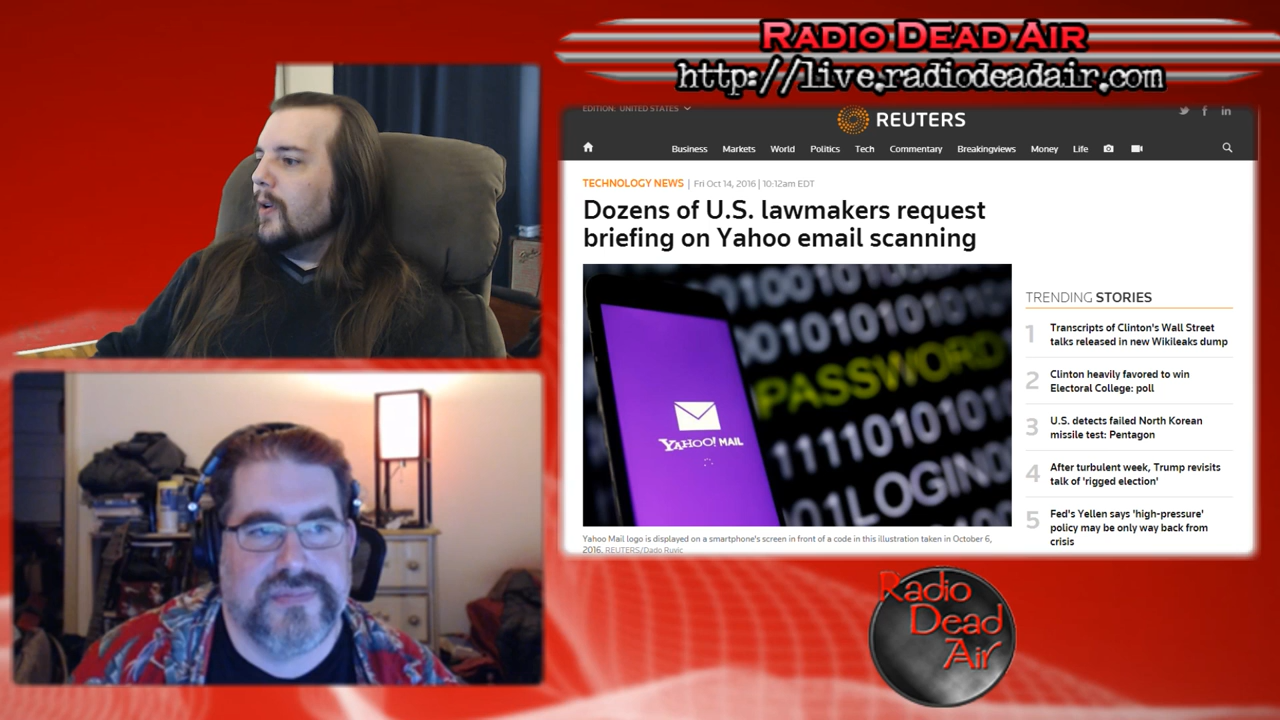 RADIO DEAD AIR
http://live.radiodeadair.com
EDITION: UNITED STATES
REUTERS
Business Markets World Politics Tech Commentary Breakingviews Money Life
TECHNOLOGY NEWS | Fri Oct 14, 2016 | 10:12am EDT
Dozens of U.S. lawmakers request
briefing on Yahoo email scanning
YAHOO! MAIL
PASSWORD
LOGIN
Yahoo Mail logo is displayed on a smartphone's screen in front of a code in this illustration taken in October 6,
2016. REUTERS/Dado Ruvic
TRENDING STORIES
1 Transcripts of Clinton's Wall Street
talks released in new Wikileaks dump
2 Clinton heavily favored to win
Electoral College: poll
3 U.S. detects failed North Korean
missile test: Pentagon
4 After turbulent week, Trump revisits
talk of 'rigged election'
5 Fed's Yellen says 'high-pressure'
policy may be only way back from
crisis
Radio
Dead
Air